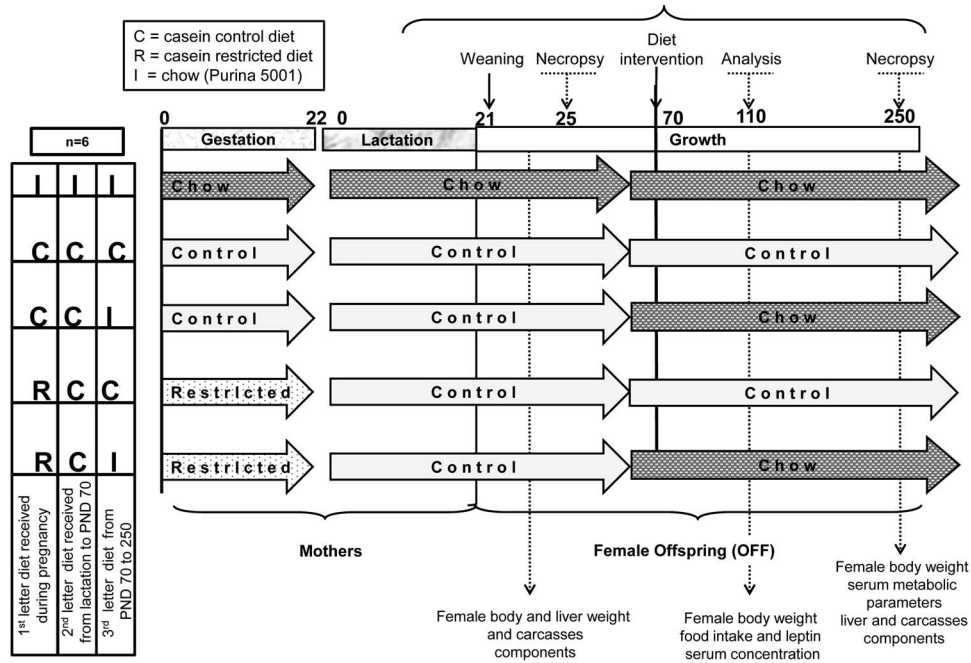 C = casein control diet
R = casein restricted diet
I = chow (Purina 5001)
Diet
intervention
Weaning
Necropsy
Analysis
Necropsy
0
22
0
21
25
70
110
250
n=6
Gestation
Lactation
Growth
I I I
Chow
Chow
Chow
C C C
Control
Control
Control
C C I
Control
Control
Chow
R C C
Restricted
Control
Control
R C I
Restricted
Control
Chow
1st letter diet received
during pregnancy
2nd letter diet received
from lactation to PND 70
3rd letter diet from
PND 70 to 250
Mothers
Female Offspring (OFF)
Female body and liver weight
and carcasses
components
Female body weight
food intake and leptin
serum concentration
Female body weight
serum metabolic
parameters
liver and carcasses
components